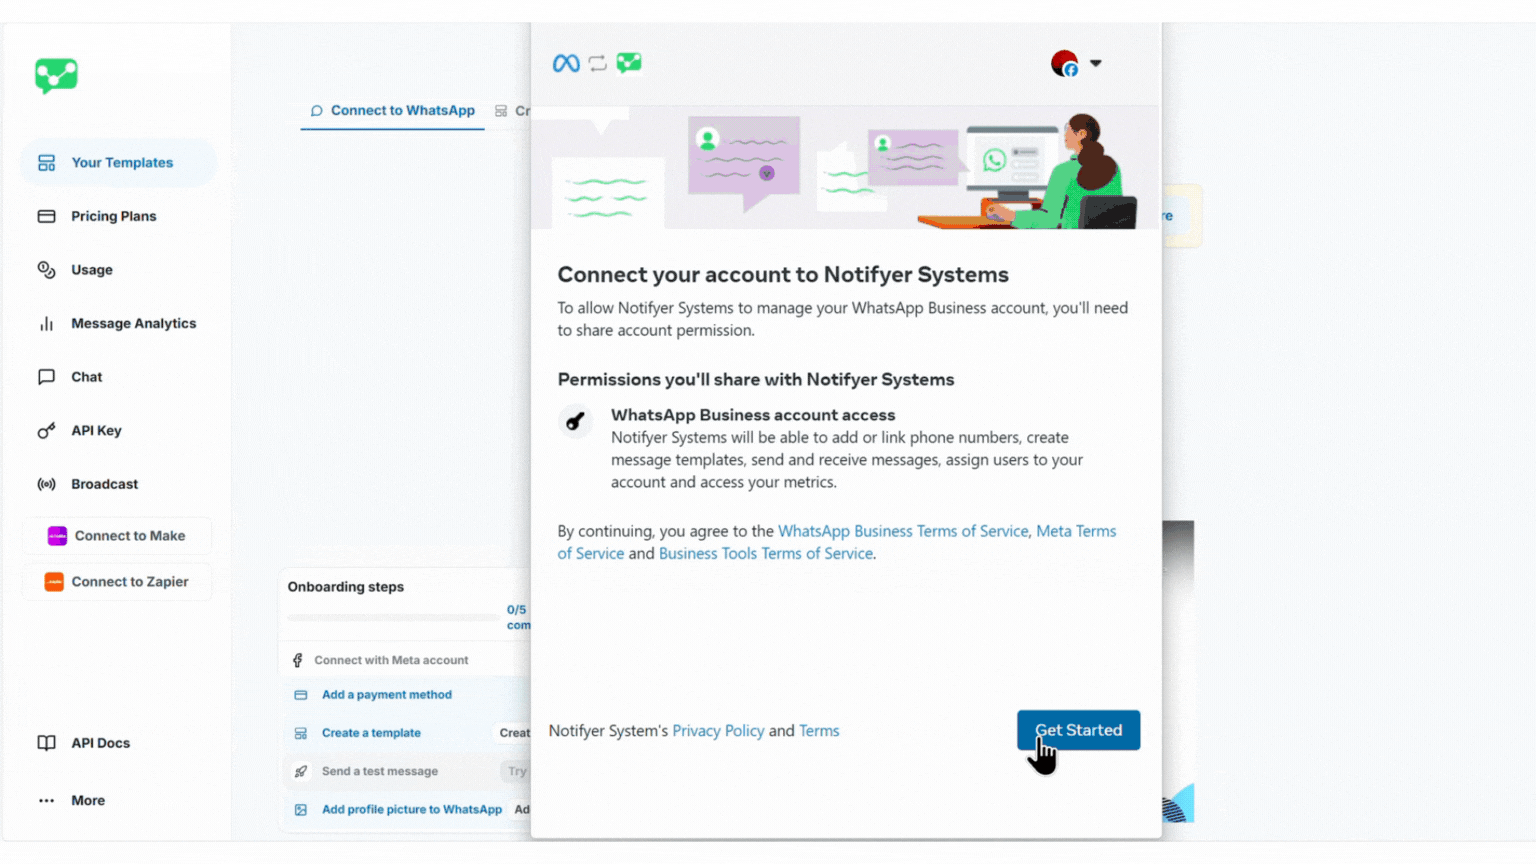 Connect to WhatsApp
Cr
Your Templates
Pricing Plans
Usage
Message Analytics
Chat
API Key
Broadcast
Connect to Make
Connect to Zapier
API Docs
More
re
Connect your account to Notifyer Systems
To allow Notifyer Systems to manage your WhatsApp Business account, you'll need
to share account permission.
Permissions you'll share with Notifyer Systems
WhatsApp Business account access
Notifyer Systems will be able to add or link phone numbers, create
message templates, send and receive messages, assign users to your
account and access your metrics.
By continuing, you agree to the WhatsApp Business Terms of Service, Meta Terms
of Service and Business Tools Terms of Service.
Notifyer System's Privacy Policy and Terms
Get Started
Onboarding steps
0/5
com
Connect with Meta account
Add a payment method
Create a template
Creat
Send a test message
Try
Add profile picture to WhatsApp
Ad